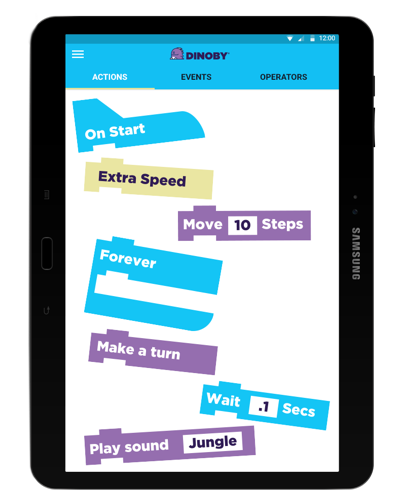 12:00
DINOBY
ACTIONS EVENTS OPERATORS
On Start
Extra Speed
Move 10 Steps
Forever
Make a turn
Wait .1 Secs
Play sound Jungle
SAMSUNG